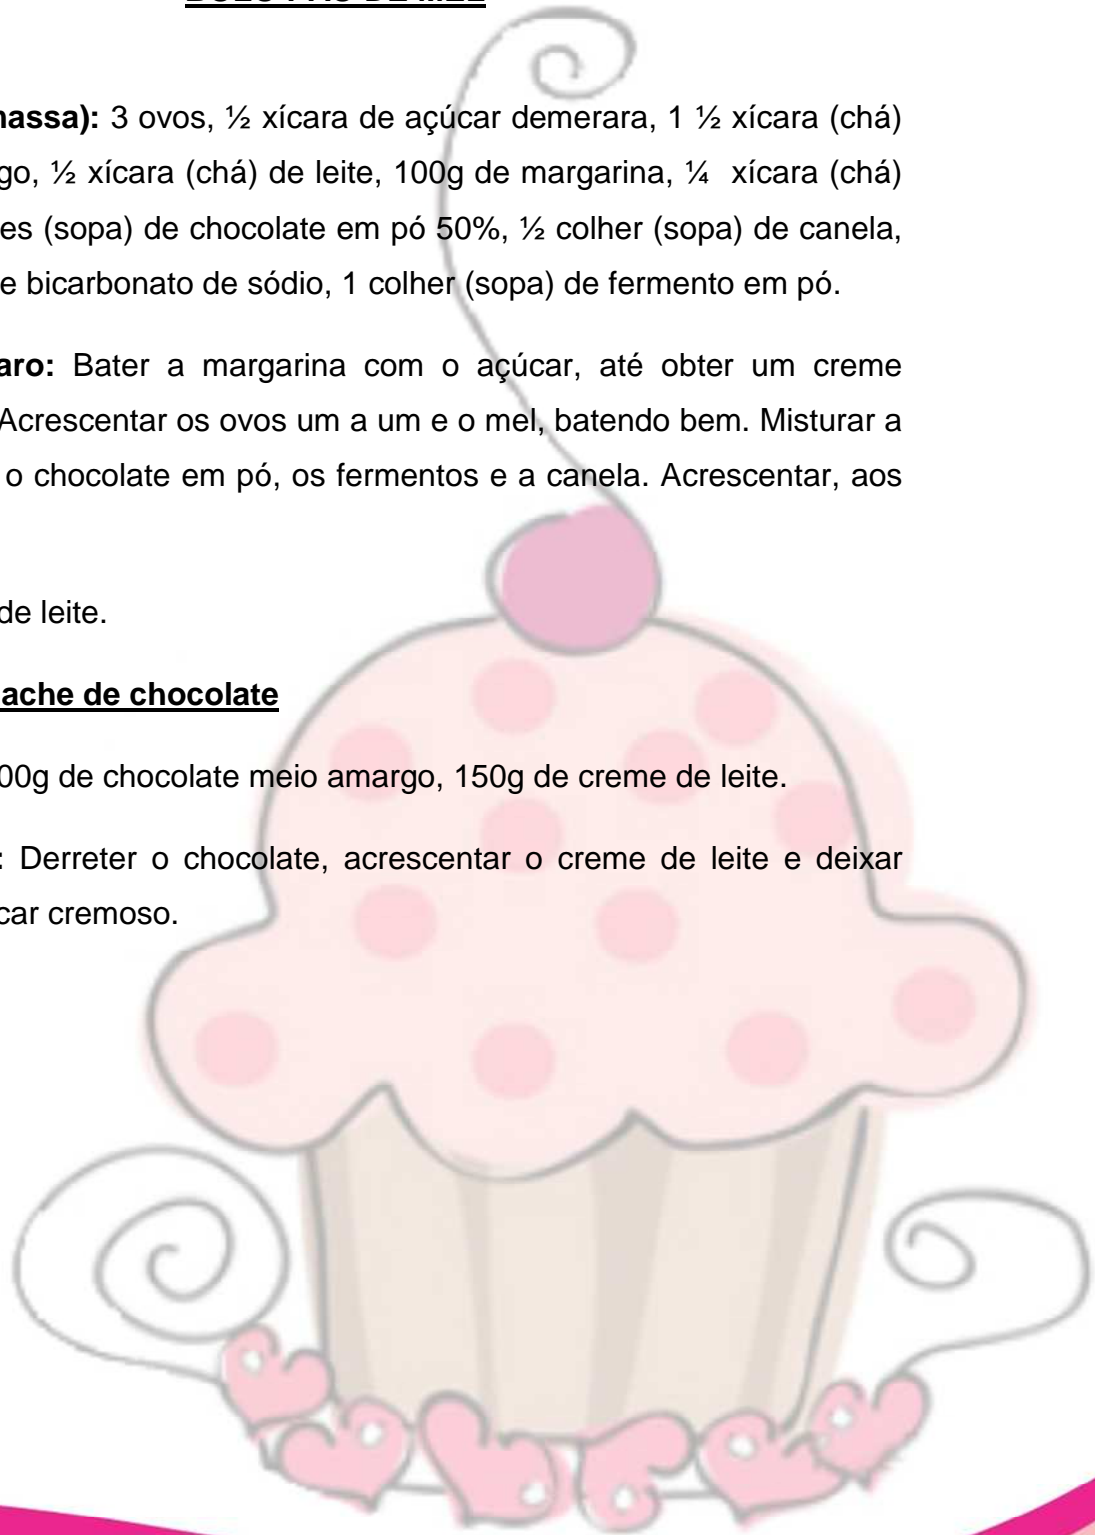 BOLO PÃO DE MEL
nassa): 3 ovos, ½ xícara de açúcar demerara, 1 ½ xícara (chá)
go, ½ xícara (chá) de leite, 100g de margarina, ¼ xícara (chá)
es (sopa) de chocolate em pó 50%, ½ colher (sopa) de canela,
e bicarbonato de sódio, 1 colher (sopa) de fermento em pó.
aro: Bater a margarina com o açúcar, até obter um creme
Acrescentar os ovos um a um e o mel, batendo bem. Misturar a
o chocolate em pó, os fermentos e a canela. Acrescentar, aos
de leite.
ache de chocolate
00g de chocolate meio amargo, 150g de creme de leite.
: Derreter o chocolate, acrescentar o creme de leite e deixar
car cremoso.